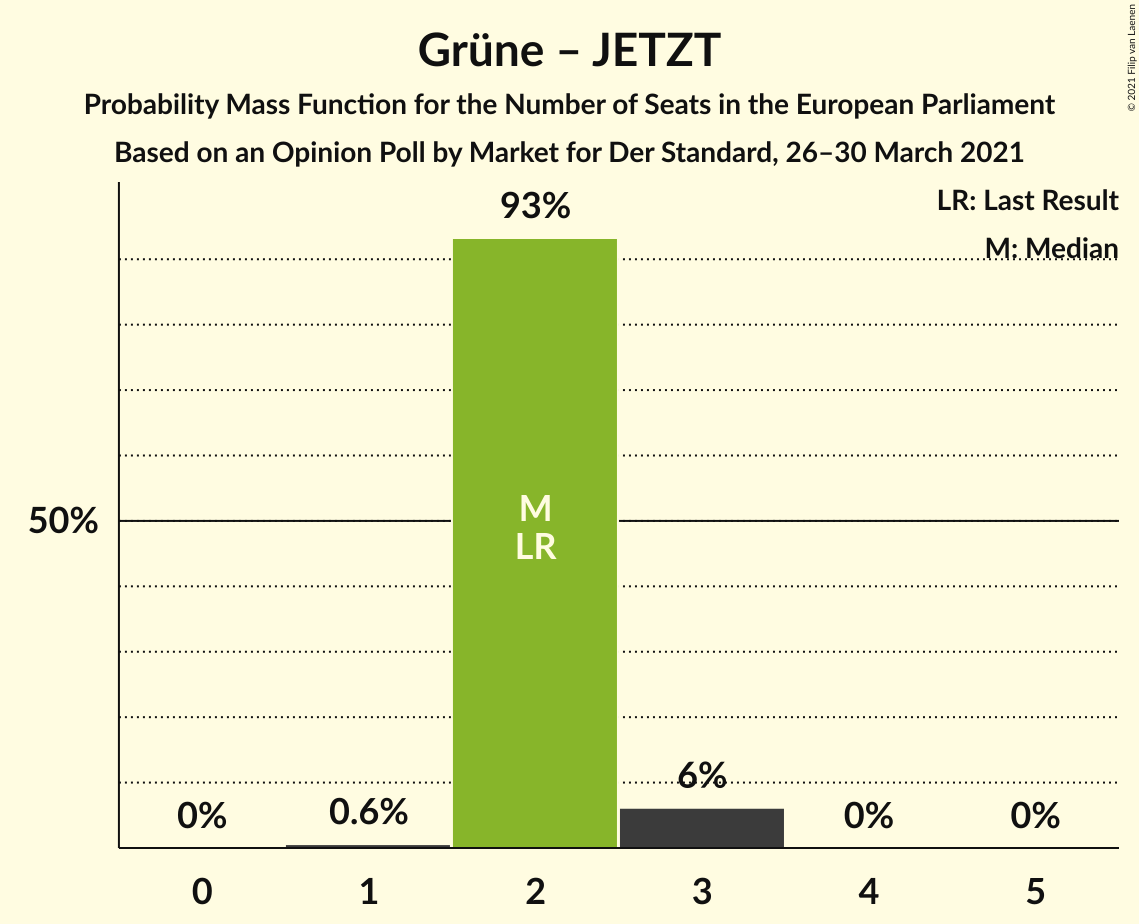 Grüne – JETZT
Probability Mass Function for the Number of Seats in the European Parliament
Based on an Opinion Poll by Market for Der Standard, 26–30 March 2021
© 2021 Filip van Laenen
LR: Last Result
M: Median
93%
50%
M
LR
6%
0%
0.6%
0%
0%
0
1
2
3
4
5